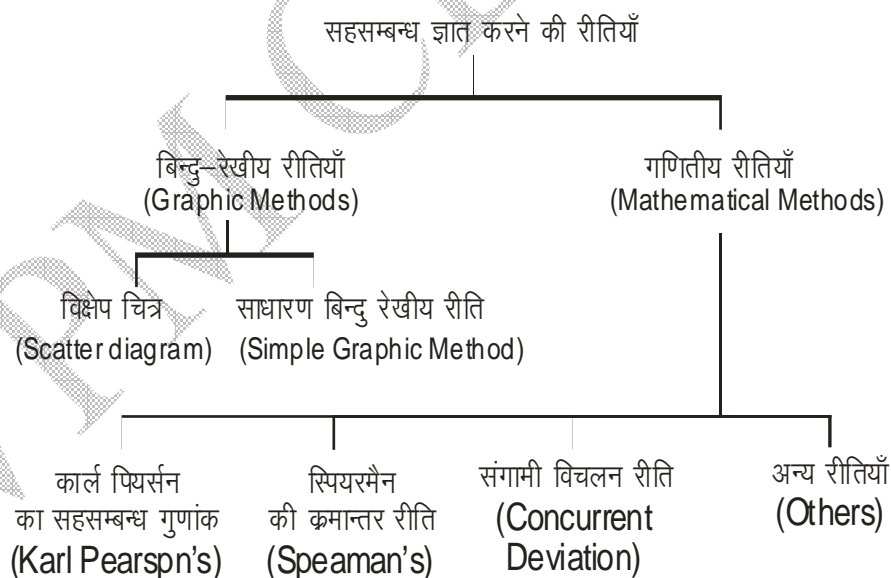 सहसम्बन्ध ज्ञात करने की रीतियाँ
बिन्दु–रेखीय रीतियाँ
(Graphic Methods)
गणितीय रीतियाँ
(Mathematical Methods)
विक्षेप चित्र
(Scatter diagram)
साधारण बिन्दु रेखीय रीति
(Simple Graphic Method)
कार्ल पियर्सन
का सहसम्बन्ध गुणांक
(Karl Pearspn's)
स्पियरमैन
की क्रमान्तर रीति
(Speaman's)
संगामी विचलन रीति
(Concurrent
Deviation)
अन्य रीतियाँ
(Others)